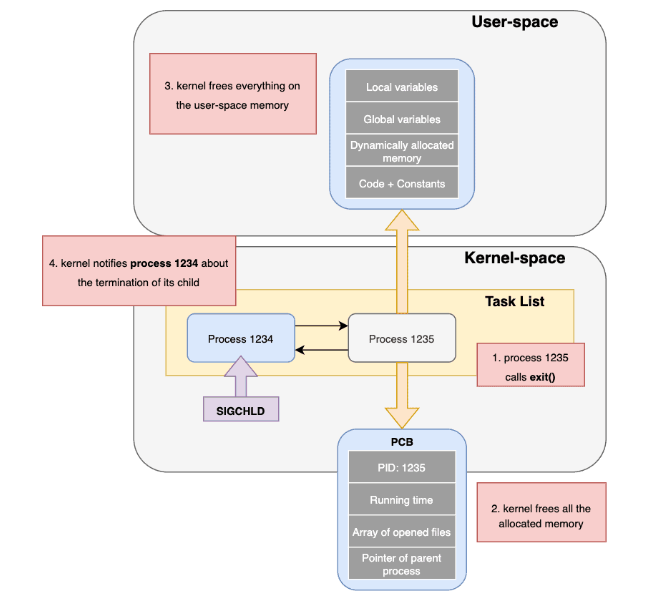 User-space
3. kernel frees everything on
the user-space memory
Local variables
Global variables
Dynamically allocated
memory
Code + Constants
4. kernel notifies process 1234 about
the termination of its child
Kernel-space
Task List
Process 1234
Process 1235
1. process 1235
calls exit()
SIGCHLD
PCB
PID: 1235
Running time
Array of opened files
Pointer of parent
process
2. kernel frees all the
allocated memory